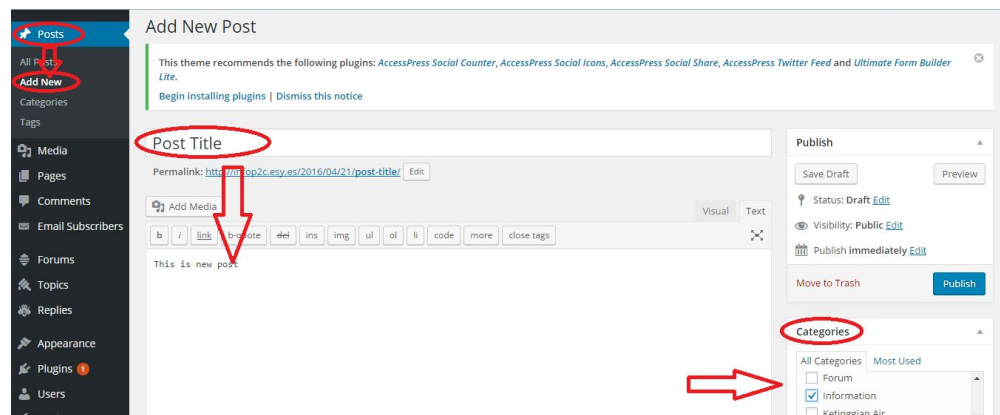 Posts
All Posts
Add New
Categories
Tags
Media
Pages
Comments
Email Subscribers
Forums
Topics
Replies
Appearance
Plugins 1
Users
Add New Post
This theme recommends the following plugins: AccessPress Social Counter, AccessPress Social Icons, AccessPress Social Share, AccessPress Twitter Feed and Ultimate Form Builder
Lite.
Begin installing plugins | Dismiss this notice
Post Title
Permalink: /2016/04/21/post-title/ Edit
Add Media
Visual Text
b i link b-quote del ins img ul ol li code more close tags
This is new post
Publish
Save Draft Preview
Status: Draft Edit
Visibility: Public Edit
Publish immediately Edit
Move to Trash Publish
Categories
All Categories Most Used
Forum
Information
Ketinggian Air